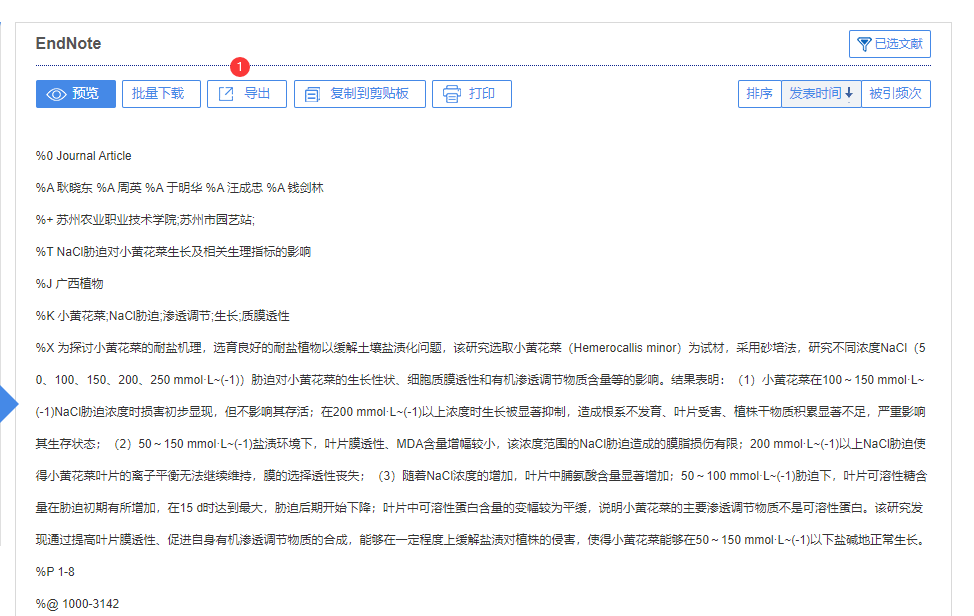 EndNote
已选文献
1
预览 批量下载 导出 复制到剪贴板 打印 排序 发表时间↓ 被引频次
%0 Journal Article
%A 耿晓东 %A 周英 %A 于明华 %A 汪成忠 %A 钱剑林
%+ 苏州农业职业技术学院;苏州市园艺站;
%T NaCl胁迫对小黄花菜生长及相关生理指标的影响
%J 广西植物
%K 小黄花菜;NaCl胁迫;渗透调节;生长;质膜透性
%X 为探讨小黄花菜的耐盐机理，选育良好的耐盐植物以缓解土壤盐渍化问题，该研究选取小黄花菜（Hemerocallis minor）为试材，采用砂培法，研究不同浓度NaCl（5
0、100、150、200、250 mmol·L~(-1)）胁迫对小黄花菜的生长性状、细胞质膜透性和有机渗透调节物质含量等的影响。结果表明：（1）小黄花菜在100～150 mmol·L~
(-1)NaCl胁迫浓度时损害初步显现，但不影响其存活；在200 mmol·L~(-1)以上浓度时生长被显著抑制，造成根系不发育、叶片受害、植株干物质积累显著不足，严重影响
其生存状态；（2）50～150 mmol·L~(-1)盐渍环境下，叶片膜透性、MDA含量增幅较小，该浓度范围的NaCl胁迫造成的膜脂损伤有限；200 mmol·L~(-1)以上NaCl胁迫使
得小黄花菜叶片的离子平衡无法继续维持，膜的选择透性丧失；（3）随着NaCl浓度的增加，叶片中脯氨酸含量显著增加；50～100 mmol·L~(-1)胁迫下，叶片可溶性糖含
量在胁迫初期有所增加，在15 d时达到最大，胁迫后期开始下降；叶片中可溶性蛋白含量的变幅较为平缓，说明小黄花菜的主要渗透调节物质不是可溶性蛋白。该研究发
现通过提高叶片膜透性、促进自身有机渗透调节物质的合成，能够在一定程度上缓解盐渍对植株的侵害，使得小黄花菜能够在50～150 mmol·L~(-1)以下盐碱地正常生长。
%P 1-8
%@ 1000-3142